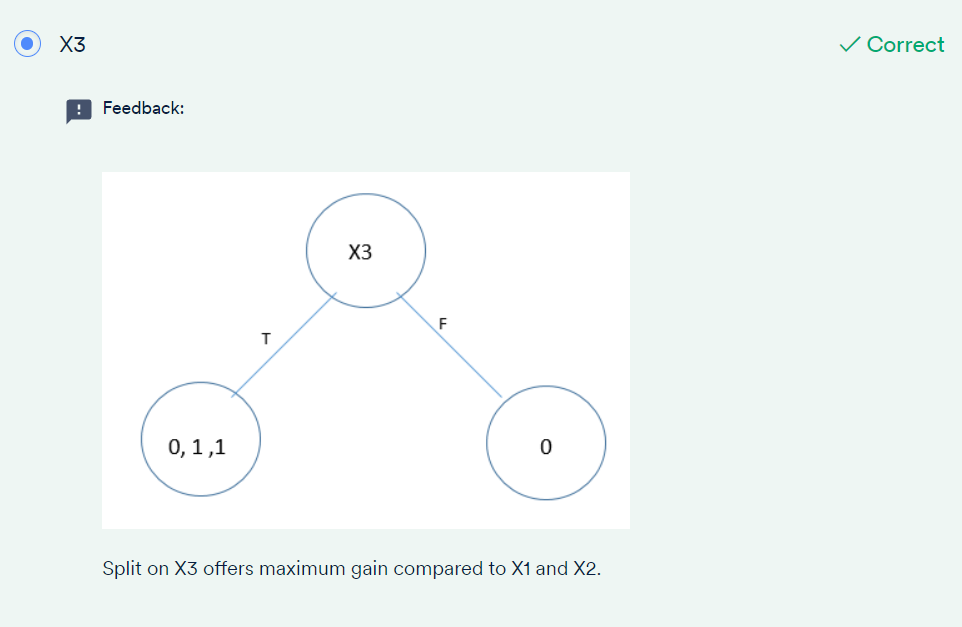 X3
Correct
Feedback:
X3
T
F
0, 1 ,1
0
Split on X3 offers maximum gain compared to X1 and X2.